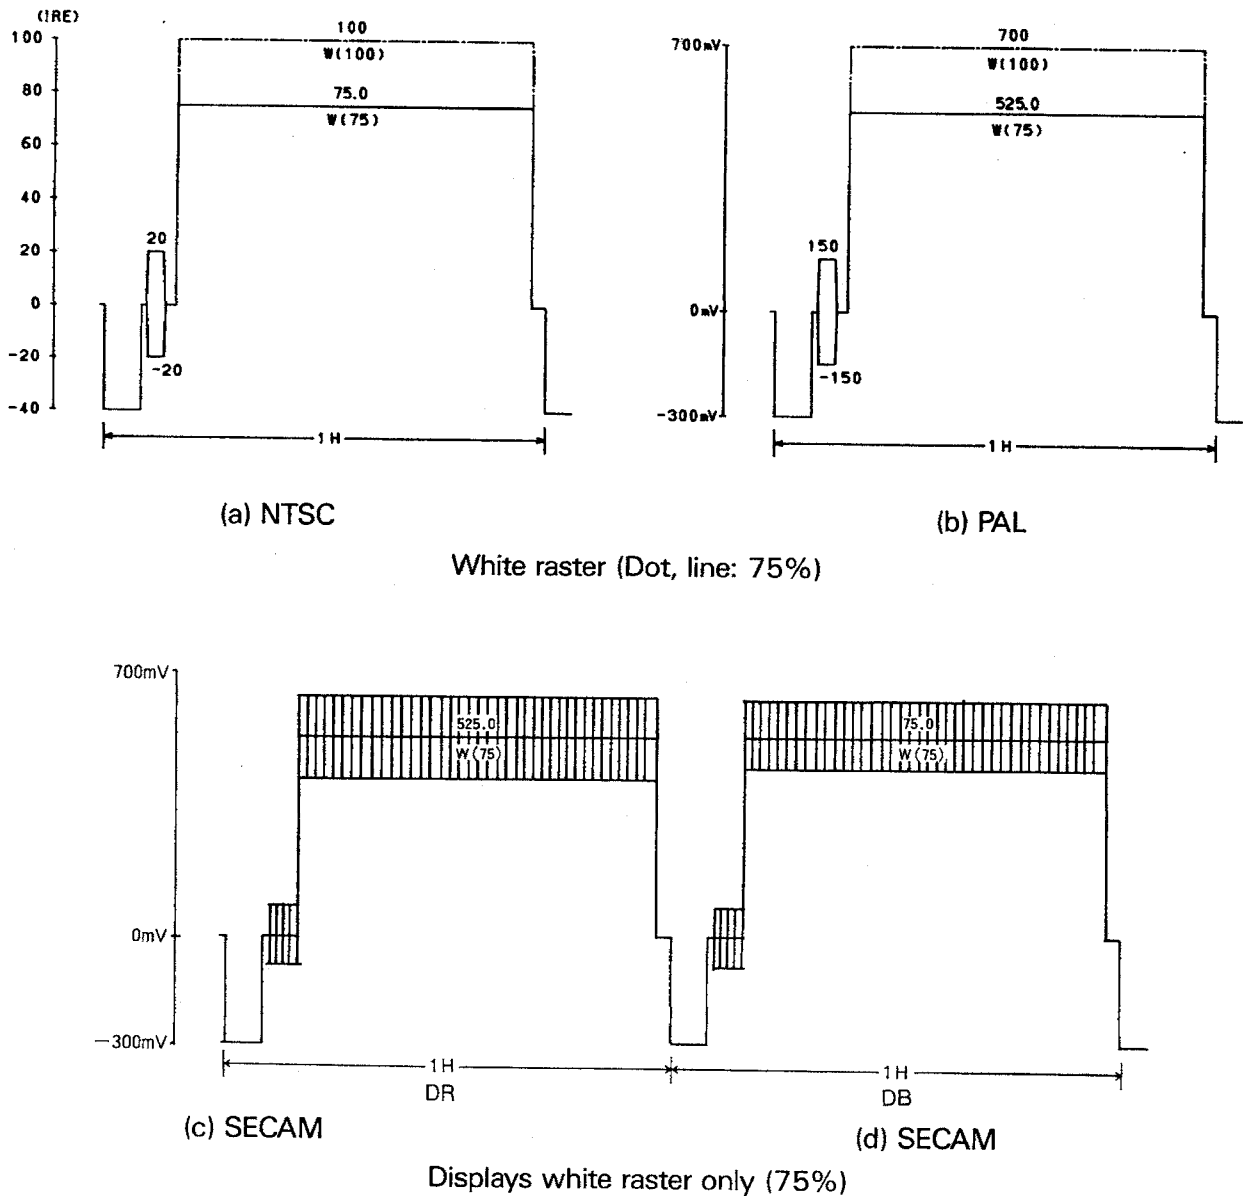 (IRE)
100
80
60
40
20
0
-20
-40
100
W(100)
75.0
W(75)
20
-20
1H
(a) NTSC
700mV
0mV
-300mV
700
W(100)
525.0
W(75)
150
-150
1H
(b) PAL
White raster (Dot, line: 75%)
700mV
0mV
-300mV
525.0
W(75)
75.0
W(75)
1H
DR
1H
DB
(c) SECAM
(d) SECAM
Displays white raster only (75%)